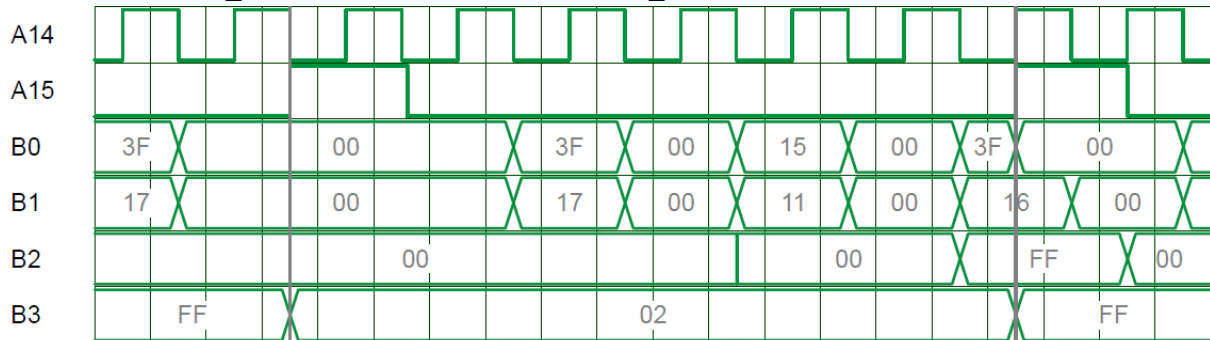 A14
A15
B0 3F 00 3F 00 15 00 3F 00
B1 17 00 17 00 11 00 16 00
B2 00 00 FF 00
B3 FF 02 FF